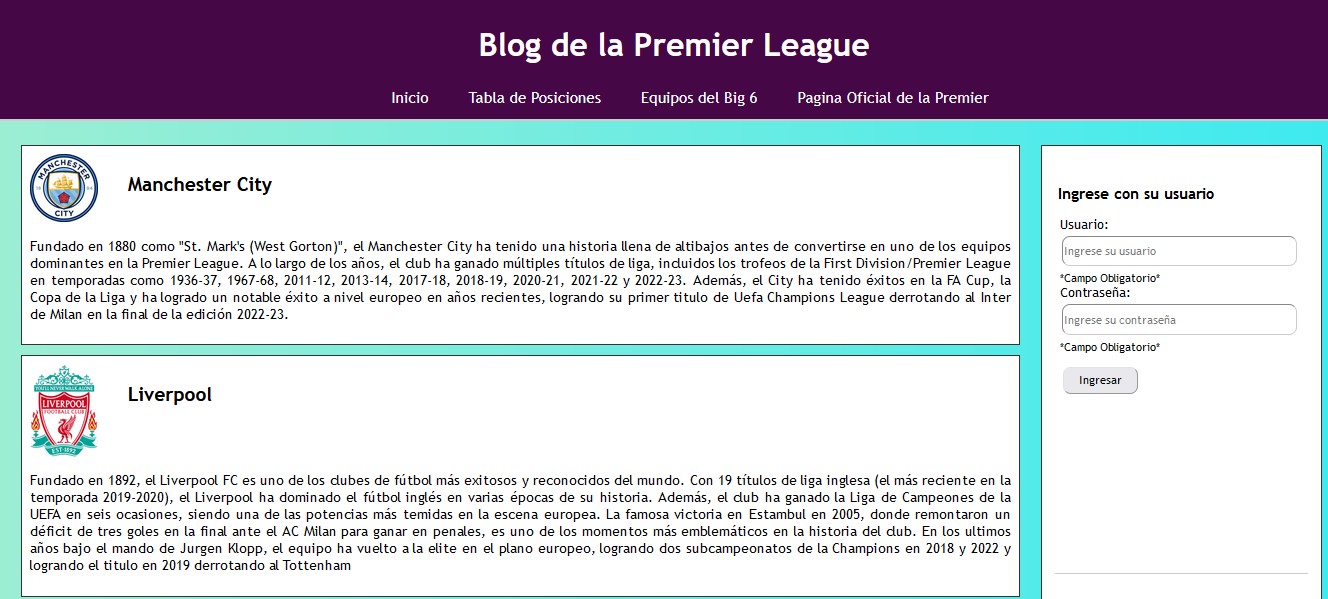 Blog de la Premier League
Inicio
Tabla de Posiciones
Equipos del Big 6
Pagina Oficial de la Premier
MANCHESTER
CITY
Manchester City
Fundado en 1880 como "St. Mark's (West Gorton)", el Manchester City ha tenido una historia llena de altibajos antes de convertirse en uno de los equipos
dominantes en la Premier League. A lo largo de los años, el club ha ganado múltiples títulos de liga, incluidos los trofeos de la First Division/Premier League
en temporadas como 1936-37, 1967-68, 2011-12, 2013-14, 2017-18, 2018-19, 2020-21, 2021-22 y 2022-23. Además, el City ha tenido éxitos en la FA Cup, la
Copa de la Liga y ha logrado un notable éxito a nivel europeo en años recientes, logrando su primer titulo de Uefa Champions League derrotando al Inter
de Milan en la final de la edición 2022-23.
YOU'LL NEVER WALK ALONE
LIVERPOOL
FOOTBALL CLUB
EST·1892
Liverpool
Fundado en 1892, el Liverpool FC es uno de los clubes de fútbol más exitosos y reconocidos del mundo. Con 19 títulos de liga inglesa (el más reciente en la
temporada 2019-2020), el Liverpool ha dominado el fútbol inglés en varias épocas de su historia. Además, el club ha ganado la Liga de Campeones de la
UEFA en seis ocasiones, siendo una de las potencias más temidas en la escena europea. La famosa victoria en Estambul en 2005, donde remontaron un
déficit de tres goles en la final ante el AC Milan para ganar en penales, es uno de los momentos más emblemáticos en la historia del club. En los ultimos
años bajo el mando de Jurgen Klopp, el equipo ha vuelto a la elite en el plano europeo, logrando dos subcampeonatos de la Champions en 2018 y 2022 y
logrando el titulo en 2019 derrotando al Tottenham
Ingrese con su usuario
Usuario:
Ingrese su usuario
*Campo Obligatorio*
Contraseña:
Ingrese su contraseña
*Campo Obligatorio*
Ingresar